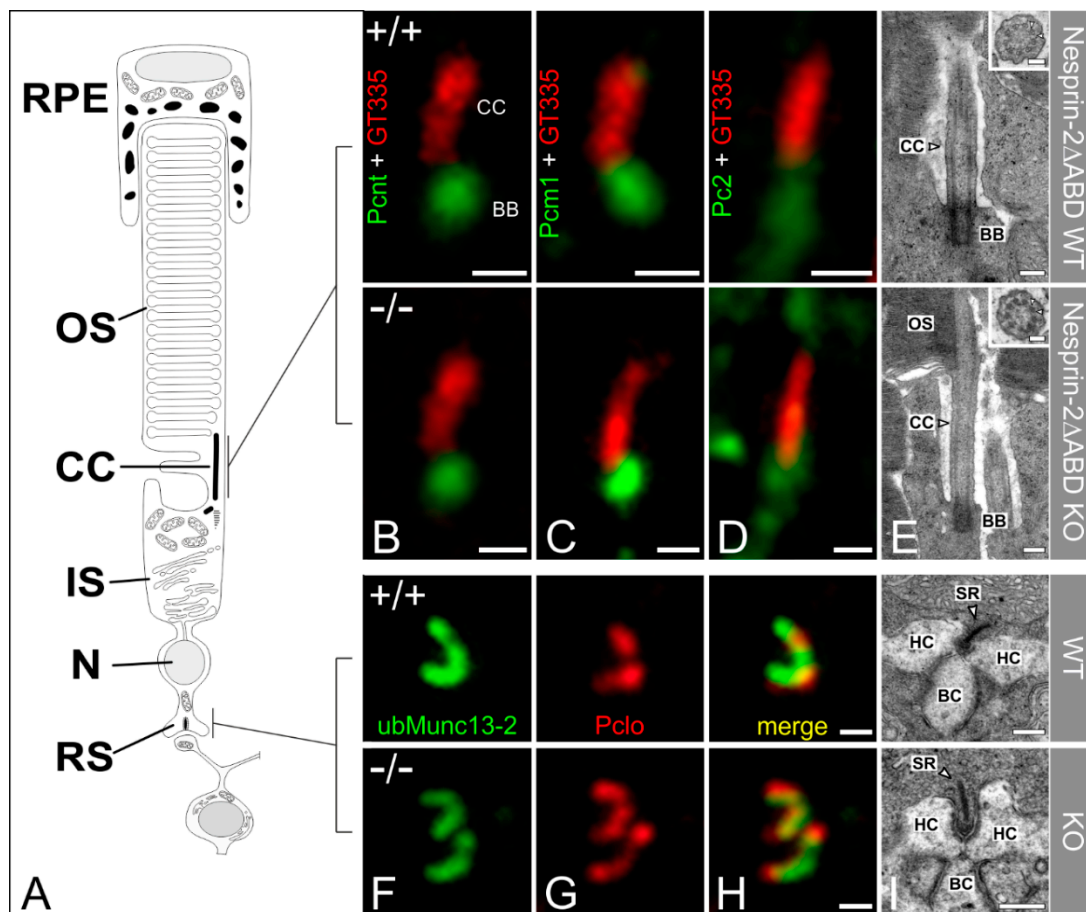 RPE
OS
CC
IS
N
RS
A
+/+
Pcnt + GT335
CC
BB
Pcm1 + GT335
Pc2 + GT335
CC
BB
Nesprin-2ΔABD WT
-/-
B
C
D
OS
CC
BB
E
Nesprin-2ΔABD KO
+/+
ubMunc13-2
Pclo
merge
SR
HC
HC
BC
WT
-/-
F
G
H
SR
HC
HC
BC
I
KO